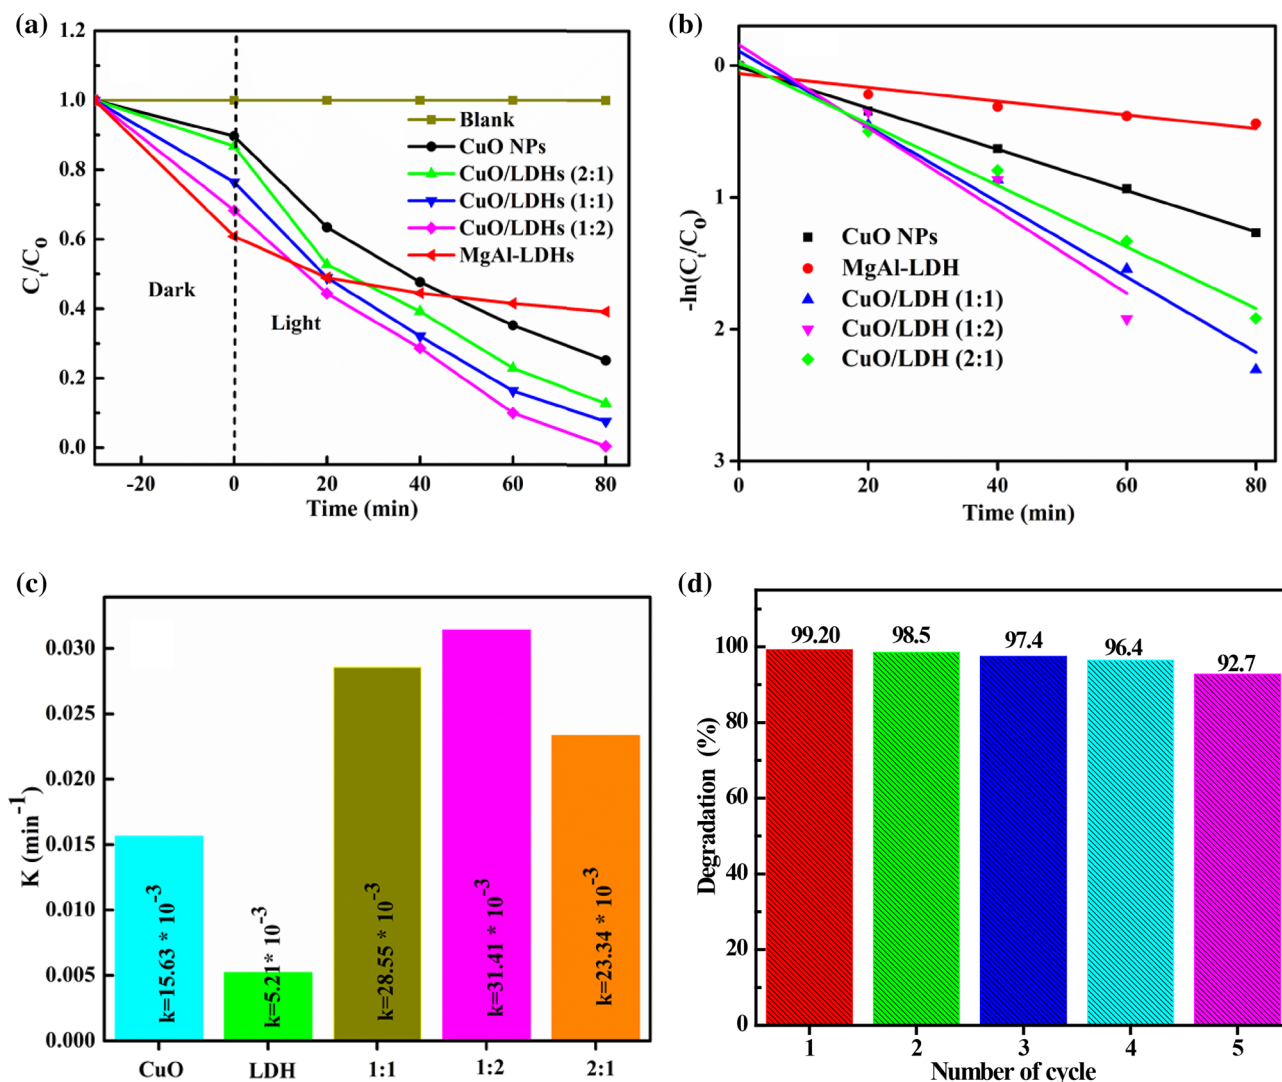 (a)
1.2
1.0
0.8
0.6
0.4
0.2
0.0
Ct/C0
Blank
CuO NPs
CuO/LDHs (2:1)
CuO/LDHs (1:1)
CuO/LDHs (1:2)
MgAl-LDHs
Dark
Light
-20 0 20 40 60 80
Time (min)
(b)
0
1
2
3
-ln(Ct/C0)
CuO NPs
MgAl-LDH
CuO/LDH (1:1)
CuO/LDH (1:2)
CuO/LDH (2:1)
0 20 40 60 80
Time (min)
(c)
0.030
0.025
0.020
0.015
0.010
0.005
0.000
K (min-1)
k=15.63 * 10-3
k=5.21* 10-3
k=28.55 * 10-3
k=31.41 * 10-3
k=23.34 * 10-3
CuO LDH 1:1 1:2 2:1
(d)
100
80
60
40
20
0
Degradation (%)
99.20 98.5 97.4 96.4 92.7
1 2 3 4 5
Number of cycle